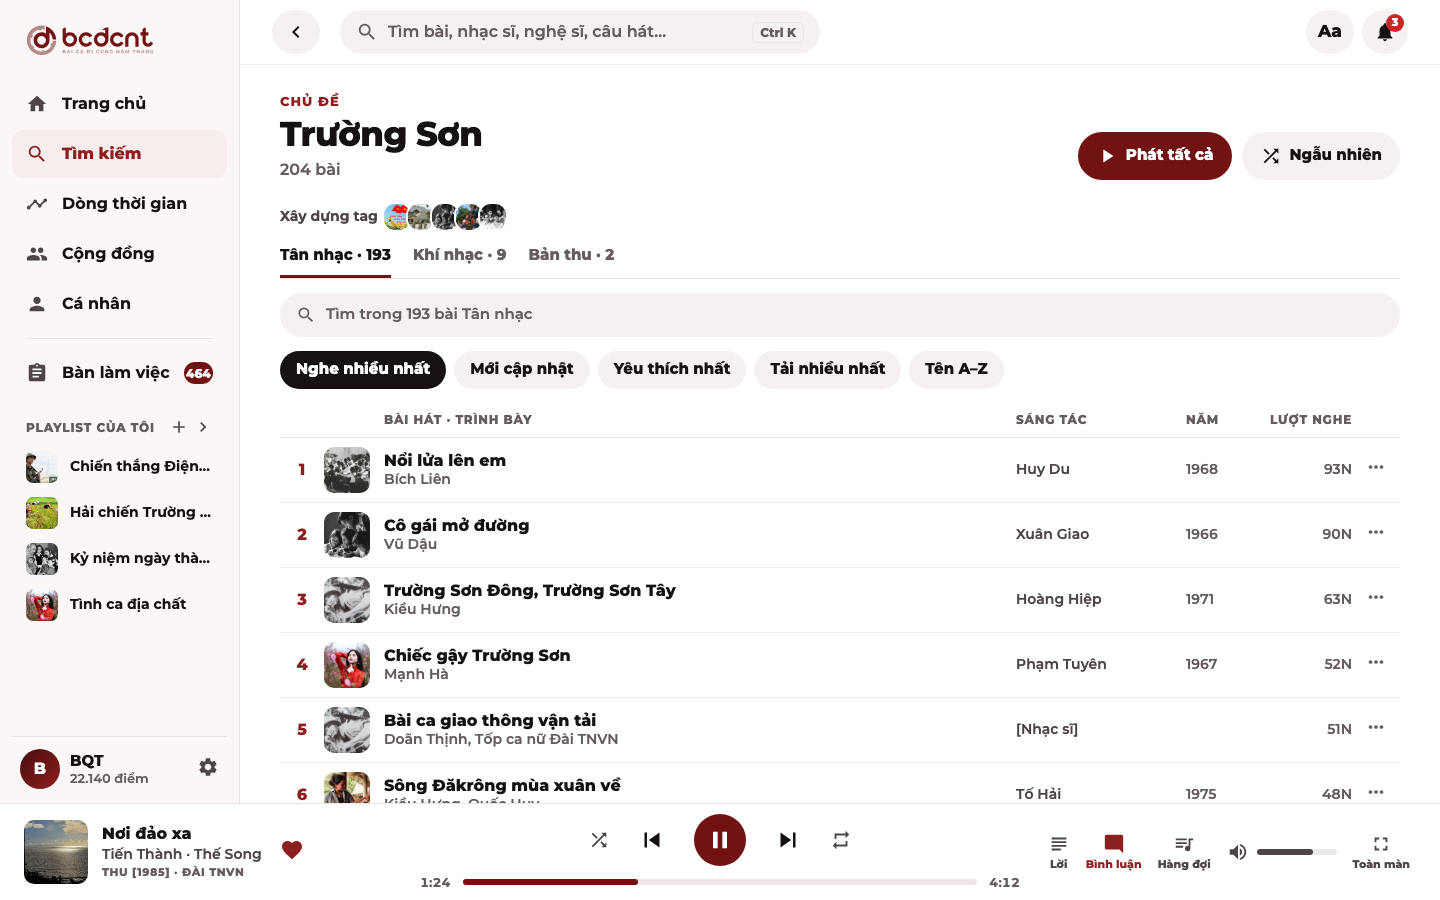 bcdcnt
BÀI CA ĐI CÙNG NĂM THÁNG
Trang chủ
Tìm kiếm
Dòng thời gian
Cộng đồng
Cá nhân
Bàn làm việc 464
PLAYLIST CỦA TÔI
Chiến thắng Điện...
Hải chiến Trường ...
Kỷ niệm ngày thà...
Tình ca địa chất
B
BQT
22.140 điểm
Tìm bài, nhạc sĩ, nghệ sĩ, câu hát...
Ctrl K
Aa
3
CHỦ ĐỀ
Trường Sơn
204 bài
Phát tất cả
Ngẫu nhiên
Xây dựng tag
Tân nhạc · 193
Khí nhạc · 9
Bản thu · 2
Tìm trong 193 bài Tân nhạc
Nghe nhiều nhất
Mới cập nhật
Yêu thích nhất
Tải nhiều nhất
Tên A–Z
BÀI HÁT · TRÌNH BÀY SÁNG TÁC NĂM LƯỢT NGHE
1 Nổi lửa lên em Huy Du 1968 93N
Bích Liên
2 Cô gái mở đường Xuân Giao 1966 90N
Vũ Dậu
3 Trường Sơn Đông, Trường Sơn Tây Hoàng Hiệp 1971 63N
Kiều Hưng
4 Chiếc gậy Trường Sơn Phạm Tuyên 1967 52N
Mạnh Hà
5 Bài ca giao thông vận tải [Nhạc sĩ] 51N
Doãn Thịnh, Tốp ca nữ Đài TNVN
6 Sông Đăkrông mùa xuân về Tố Hải 1975 48N
Kiều Hưng, Quốc Huy
Nơi đảo xa
Tiến Thành · Thế Song
THU [1985] · ĐÀI TNVN
1:24
4:12
Lời
Bình luận
Hàng đợi
Toàn màn